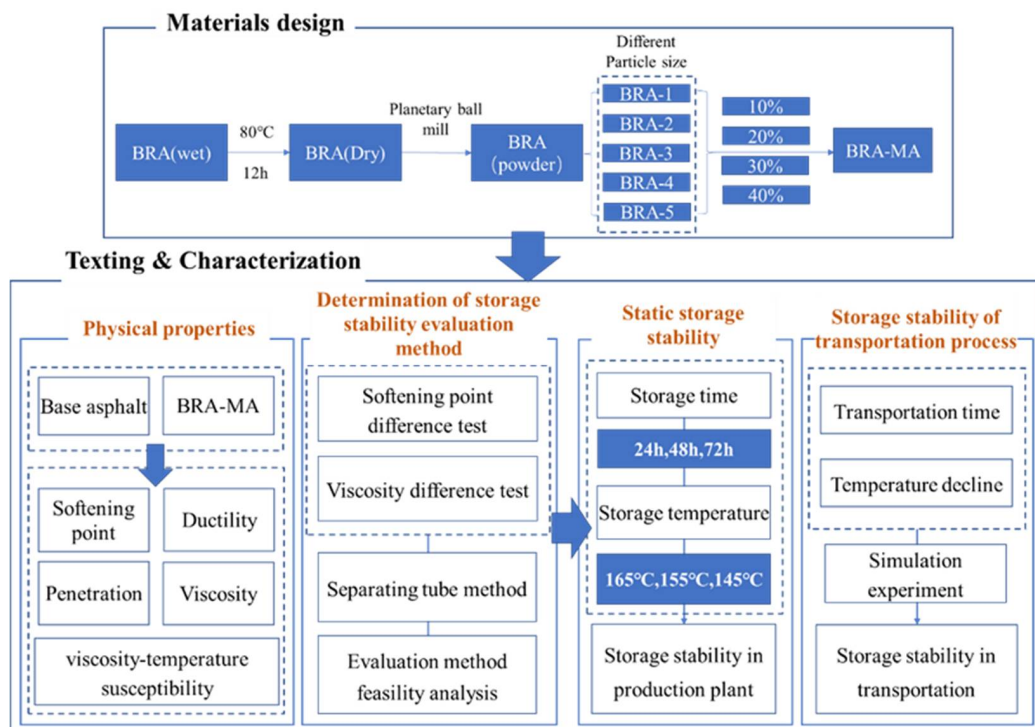 Materials design
Different
Particle size
BRA(wet)
80℃
12h
BRA(Dry)
Planetary ball
mill
BRA
(powder)
BRA-1
BRA-2
BRA-3
BRA-4
BRA-5
10%
20%
30%
40%
BRA-MA
Texting & Characterization
Physical properties
Base asphalt
BRA-MA
Softening
point
Ductility
Penetration
Viscosity
viscosity-temperature
susceptibility
Determination of storage
stability evaluation
method
Softening point
difference test
Viscosity difference test
Separating tube method
Evaluation method
feasility analysis
Static storage
stability
Storage time
24h,48h,72h
Storage temperature
165℃,155℃,145℃
Storage stability in
production plant
Storage stability of
transportation process
Transportation time
Temperature decline
Simulation
experiment
Storage stability in
transportation